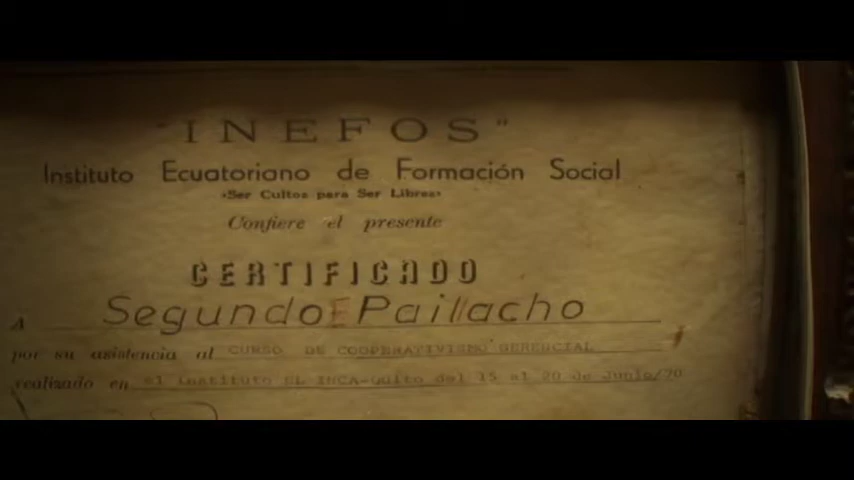 "INEFOS"
Instituto Ecuatoriano de Formación Social
«Ser Cultos para Ser Libres»
Confiere el presente
CERTIFICADO
A Segundo E Paillacho
por su asistencia al CURSO DE COOPERATIVISMO GERENCIAL
realizado en el Instituto EL INCA-Quito del 15 al 20 de Junio/70